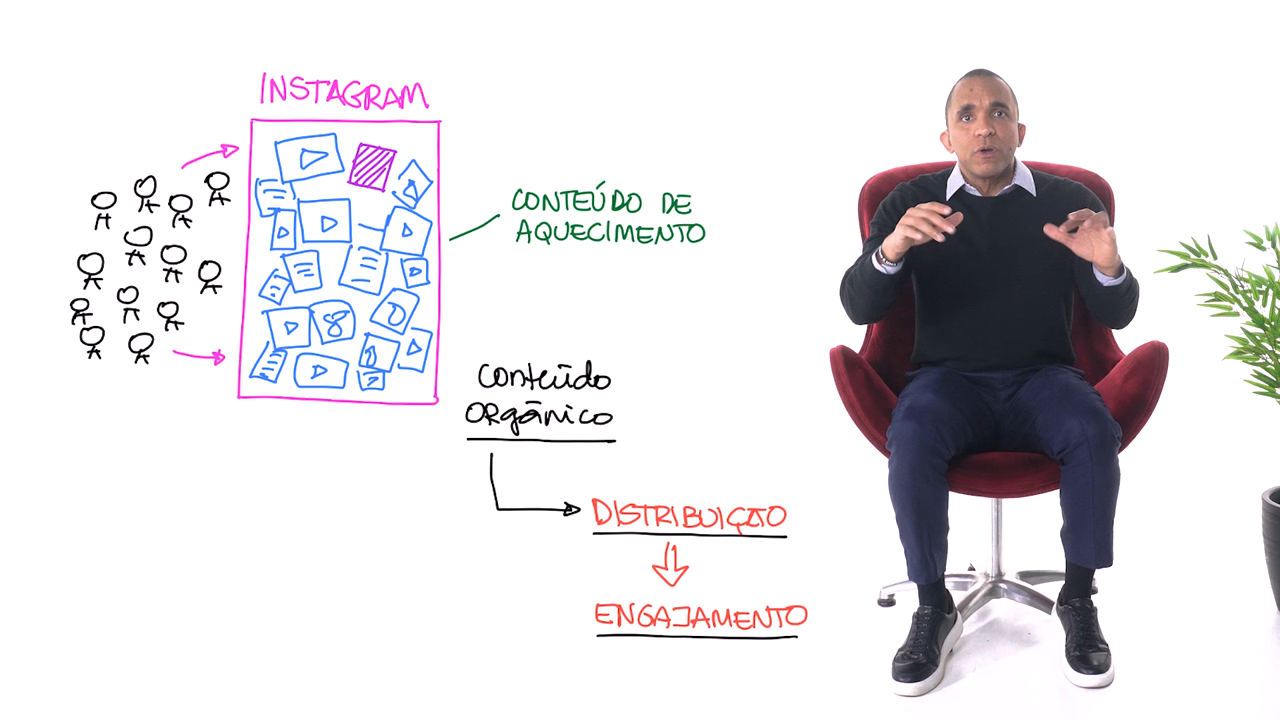 INSTAGRAM
CONTEÚDO DE
AQUECIMENTO
Conteúdo
ORgânico
DISTRIBUIÇÃO
ENGAJAMENTO